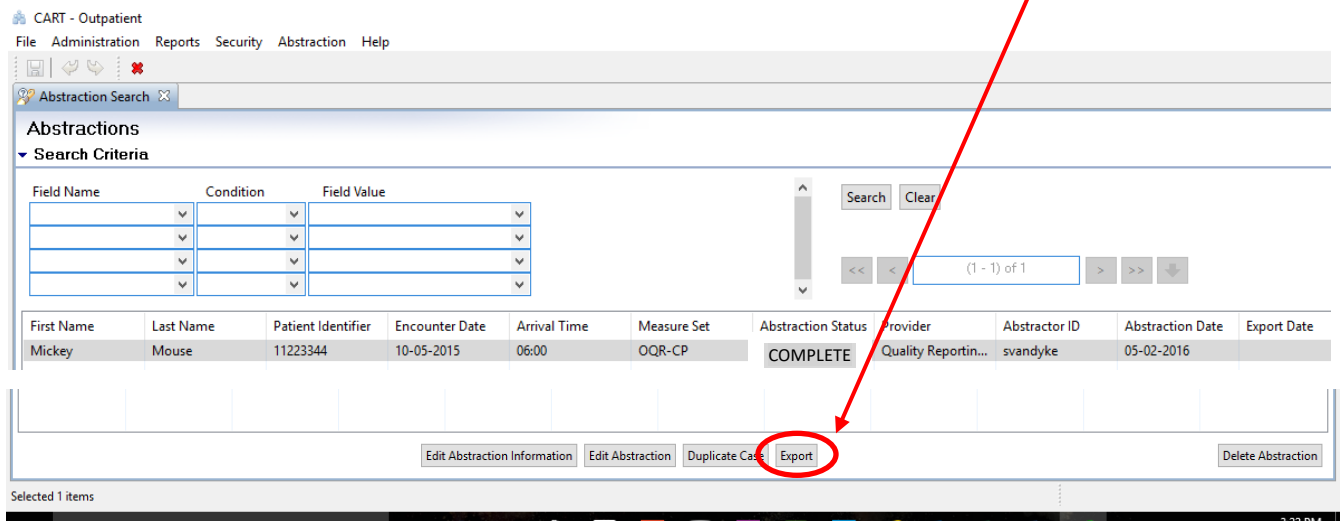 CART - Outpatient
File Administration Reports Security Abstraction Help
Abstraction Search
Abstractions
Search Criteria
Field Name Condition Field Value
Search Clear
<< < (1 - 1) of 1 > >>
First Name Last Name Patient Identifier Encounter Date Arrival Time Measure Set Abstraction Status Provider Abstractor ID Abstraction Date Export Date
Mickey Mouse 11223344 10-05-2015 06:00 OQR-CP COMPLETE Quality Reportin... svandyke 05-02-2016
Edit Abstraction Information Edit Abstraction Duplicate Case Export Delete Abstraction
Selected 1 items